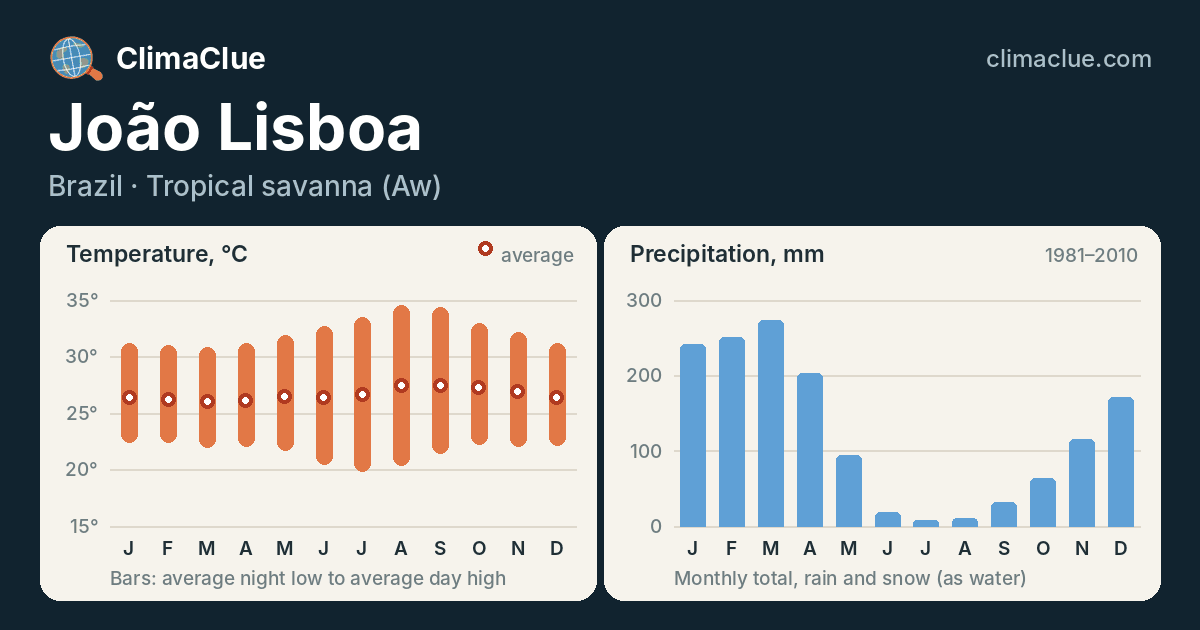 ClimaClue
climaclue.com
João Lisboa
Brazil · Tropical savanna (Aw)
Temperature, °C
average
35°
30°
25°
20°
15°
J F M A M J J A S O N D
Bars: average night low to average day high
Precipitation, mm
1981–2010
300
200
100
0
J F M A M J J A S O N D
Monthly total, rain and snow (as water)